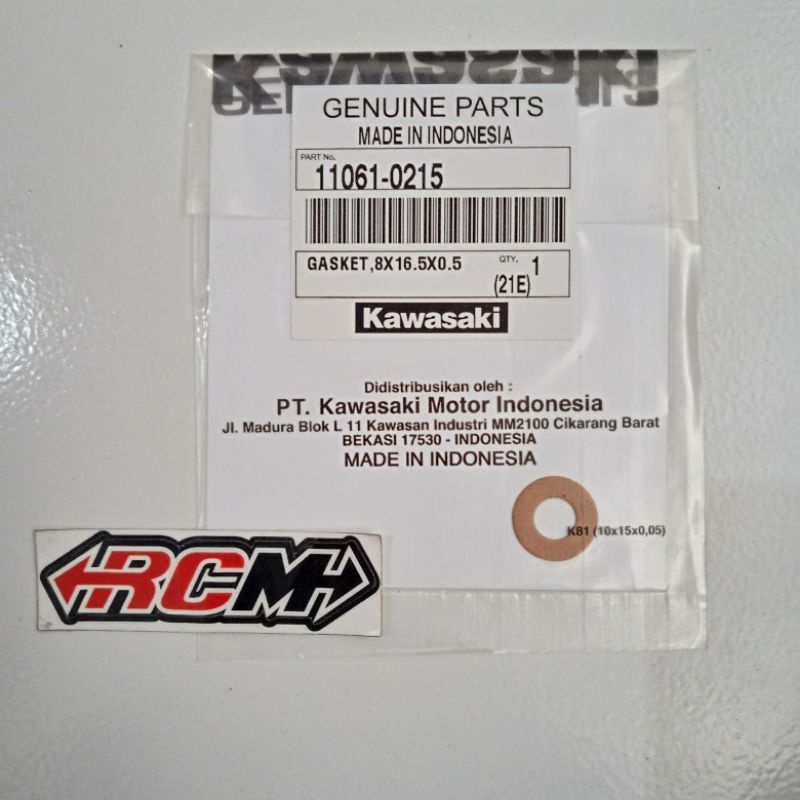 Kawasaki
GENUINE PARTS
MADE IN INDONESIA
PART No.
11061-0215
GASKET,8X16.5X0.5
QTY. 1
(21E)
Kawasaki
Didistribusikan oleh :
PT. Kawasaki Motor Indonesia
Jl. Madura Blok L 11 Kawasan Industri MM2100 Cikarang Barat
BEKASI 17530 - INDONESIA
MADE IN INDONESIA
K81 (10x15x0,05)
RCM